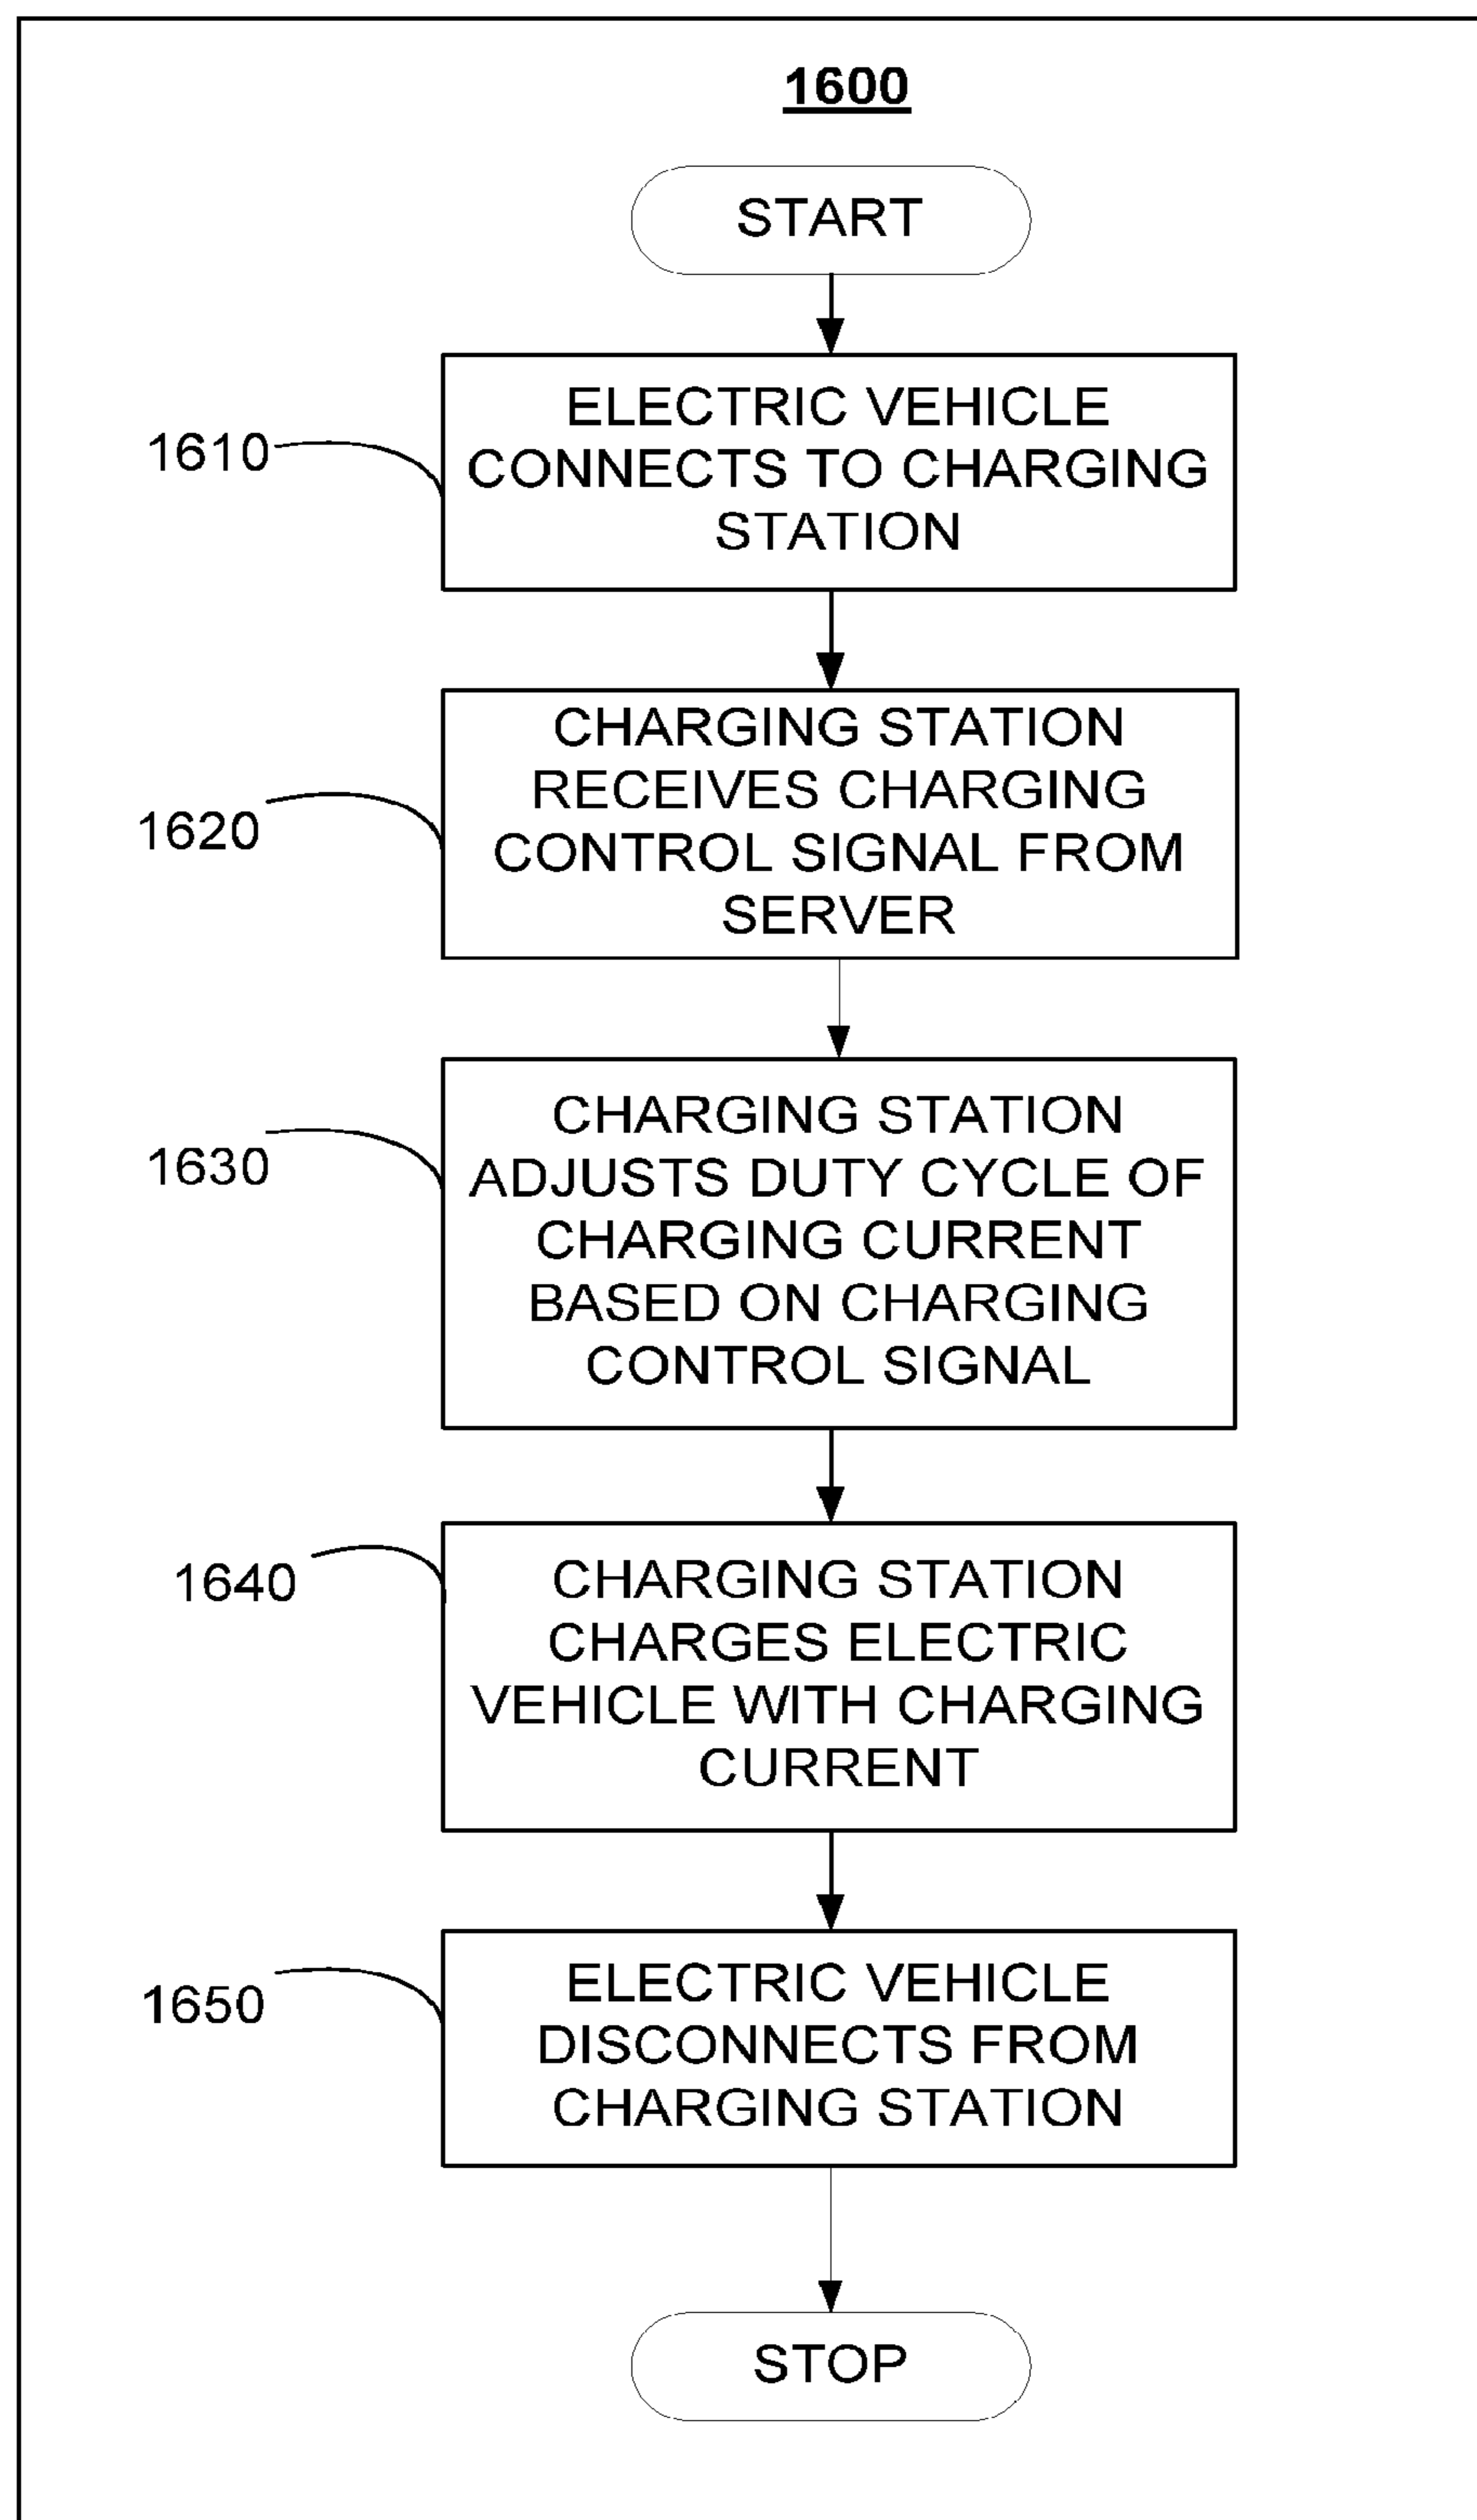 1600
START
1610
ELECTRIC VEHICLE
CONNECTS TO CHARGING
STATION
1620
CHARGING STATION
RECEIVES CHARGING
CONTROL SIGNAL FROM
SERVER
1630
CHARGING STATION
ADJUSTS DUTY CYCLE OF
CHARGING CURRENT
BASED ON CHARGING
CONTROL SIGNAL
1640
CHARGING STATION
CHARGES ELECTRIC
VEHICLE WITH CHARGING
CURRENT
1650
ELECTRIC VEHICLE
DISCONNECTS FROM
CHARGING STATION
STOP